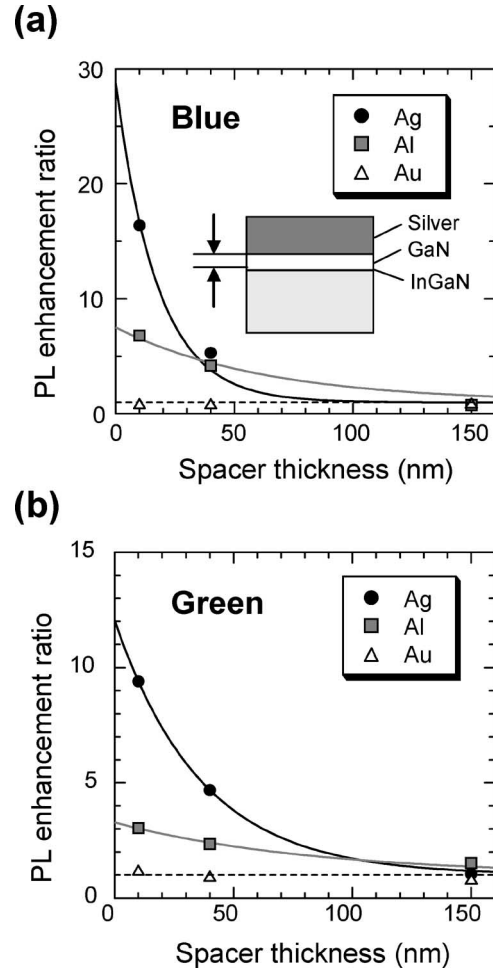 (a)
30
20
10
0
Blue
Ag
Al
Au
Silver
GaN
InGaN
PL enhancement ratio
0
50
100
150
Spacer thickness (nm)
(b)
15
10
5
0
Green
Ag
Al
Au
PL enhancement ratio
0
50
100
150
Spacer thickness (nm)